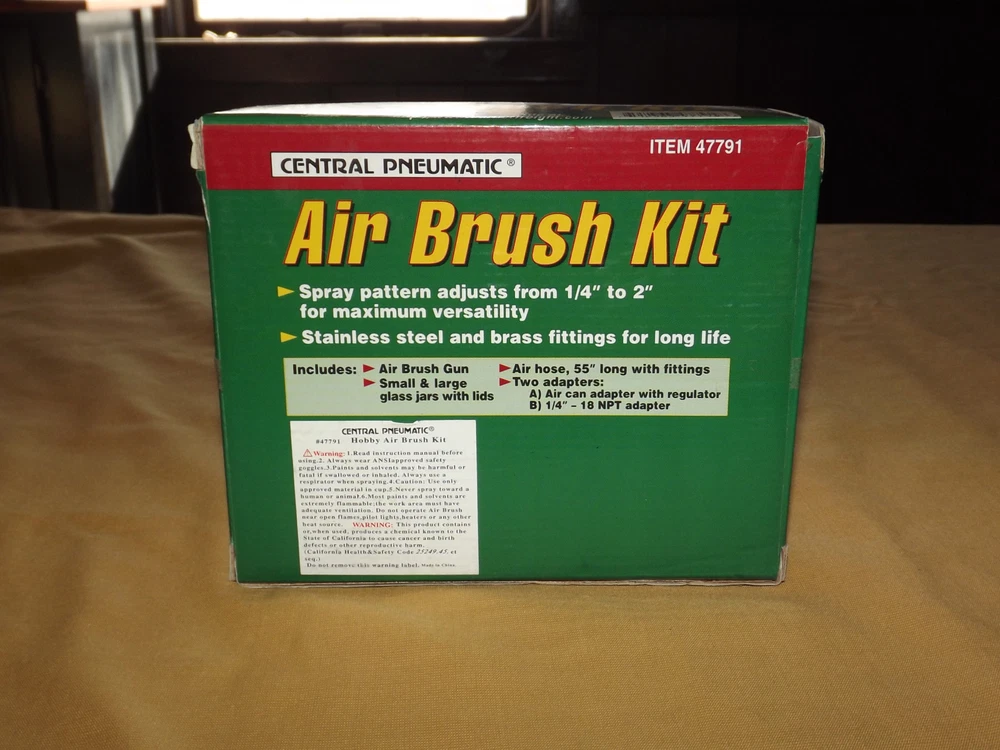 CENTRAL PNEUMATIC®
ITEM 47791
Air Brush Kit
Spray pattern adjusts from 1/4" to 2"
for maximum versatility
Stainless steel and brass fittings for long life
Includes:
Air Brush Gun
Small & large
glass jars with lids
Air hose, 55" long with fittings
Two adapters:
A) Air can adapter with regulator
B) 1/4" – 18 NPT adapter
CENTRAL PNEUMATIC®
#47791 Hobby Air Brush Kit
Warning: 1.Read instruction manual before
using.2. Always wear ANSIapproved safety
goggles.3.Paints and solvents may be harmful or
fatal if swallowed or inhaled. Always use a
respirator when spraying.4.Caution: Use only
approved material in cup.5.Never spray toward a
human or animal.6.Most paints and solvents are
extremely flammable:the work area must have
adequate ventilation. Do not operate Air Brush
near open flames,pilot lights,heaters or any other
heat source. WARNING: This product contains
or,when used, produces a chemical known to the
State of California to cause cancer and birth
defects or other reproductive harm.
(California Health&Safety Code 25249.45, et
seq.)
Do not remove this warning label. Made in China.